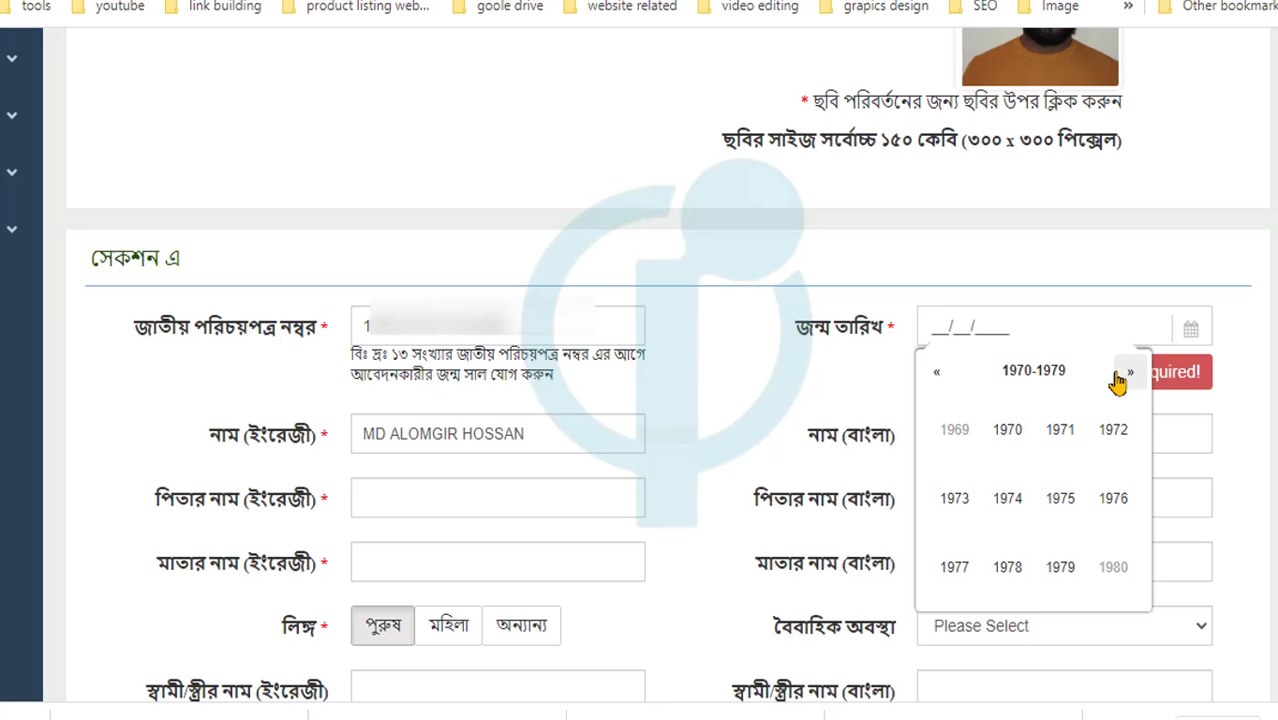 tools youtube link building product listing web... goole drive website related video editing grapics design SEO Image » Other bookmark
* ছবি পরিবর্তনের জন্য ছবির উপর ক্লিক করুন
ছবির সাইজ সর্বোচ্চ ১৫০ কেবি (৩০০ x ৩০০ পিক্সেল)
সেকশন এ
জাতীয় পরিচয়পত্র নম্বর * 1 জন্ম তারিখ * __/__/____
বিঃ দ্রঃ ১৩ সংখ্যার জাতীয় পরিচয়পত্র নম্বর এর আগে
আবেদনকারীর জন্ম সাল যোগ করুন
« 1970-1979 » quired!
নাম (ইংরেজী) * MD ALOMGIR HOSSAN নাম (বাংলা) 1969 1970 1971 1972
পিতার নাম (ইংরেজী) * পিতার নাম (বাংলা) 1973 1974 1975 1976
মাতার নাম (ইংরেজী) * মাতার নাম (বাংলা) 1977 1978 1979 1980
লিঙ্গ * পুরুষ মহিলা অন্যান্য বৈবাহিক অবস্থা Please Select
স্বামী/স্ত্রীর নাম (ইংরেজী) স্বামী/স্ত্রীর নাম (বাংলা)